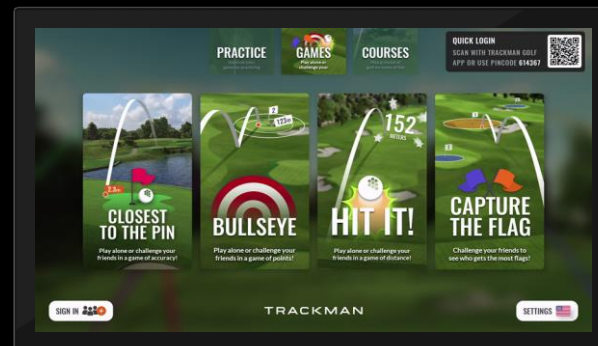 PRACTICE
GAMES
Play alone or
challenge your
COURSES
QUICK LOGIN
SCAN WITH TRACKMAN GOLF
APP OR USE PINCODE 614367
2
123m
152
METERS
CLOSEST
TO THE PIN
Play alone or challenge your
friends in a game of accuracy!
BULLSEYE
Play alone or challenge your
friends in a game of points!
HIT IT!
Play alone or challenge your
friends in a game of distance!
CAPTURE
THE FLAG
Challenge your friends to
see who gets the most flags!
SIGN IN
TRACKMAN
SETTINGS